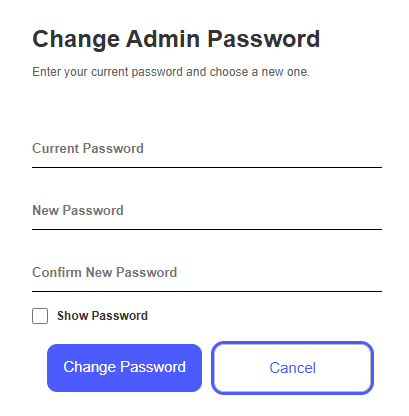 Change Admin Password
Enter your current password and choose a new one.
Current Password
New Password
Confirm New Password
Show Password
Change Password
Cancel